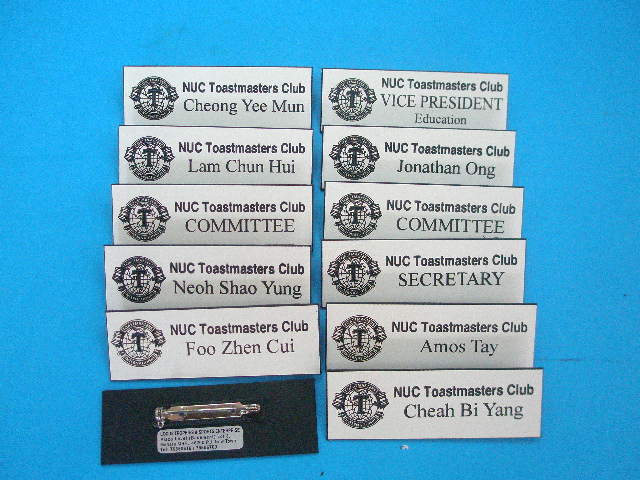 NUC Toastmasters Club
Cheong Yee Mun
NUC Toastmasters Club
Lam Chun Hui
NUC Toastmasters Club
COMMITTEE
NUC Toastmasters Club
Neoh Shao Yung
NUC Toastmasters Club
Foo Zhen Cui
NUC Toastmasters Club
VICE PRESIDENT
Education
NUC Toastmasters Club
Jonathan Ong
NUC Toastmasters Club
COMMITTEE
NUC Toastmasters Club
SECRETARY
NUC Toastmasters Club
Amos Tay
NUC Toastmasters Club
Cheah Bi Yang